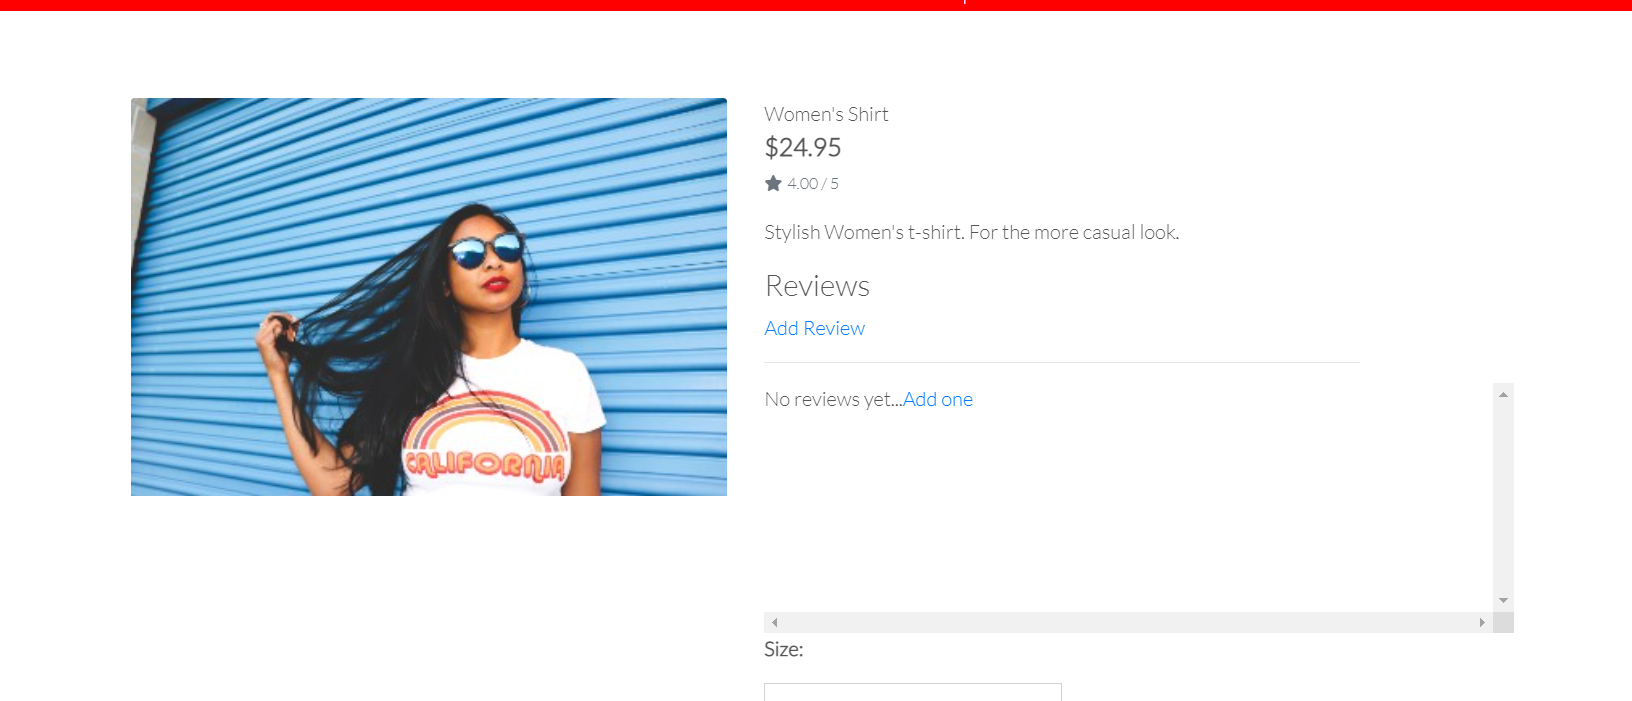 Women's Shirt
$24.95
4.00 / 5
Stylish Women's t-shirt. For the more casual look.
Reviews
Add Review
No reviews yet...Add one
CALIFORNIA
Size: